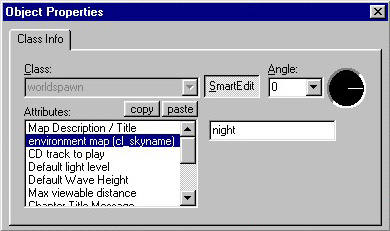 Object Properties
Class Info
Class:
Angle:
worldspawn
SmartEdit
0
Attributes:
copy
paste
Map Description / Title
environment map (cl_skyname)
CD track to play
Default light level
Default Wave Height
Max viewable distance
Chapter Title Message
night